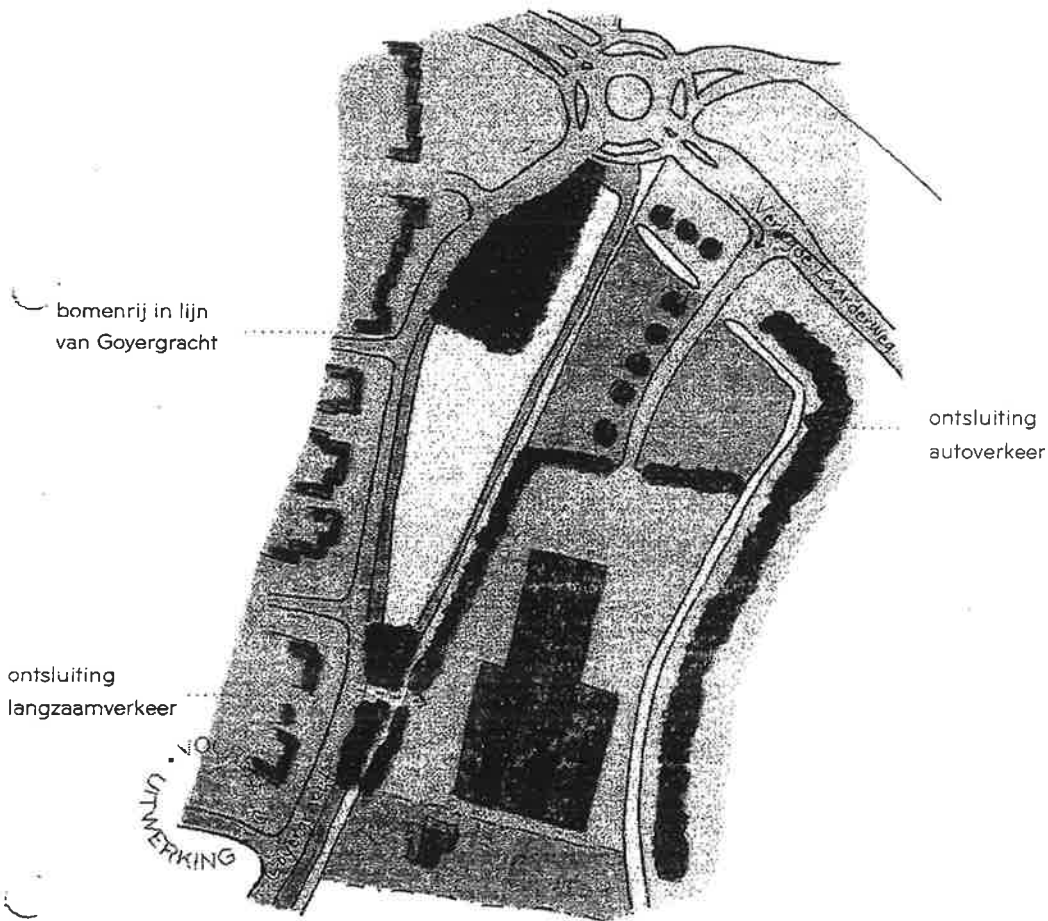 bomenrij in lijn
van Goyergracht
ontsluiting
autoverkeer
ontsluiting
langzaamverkeer
UITWERKING